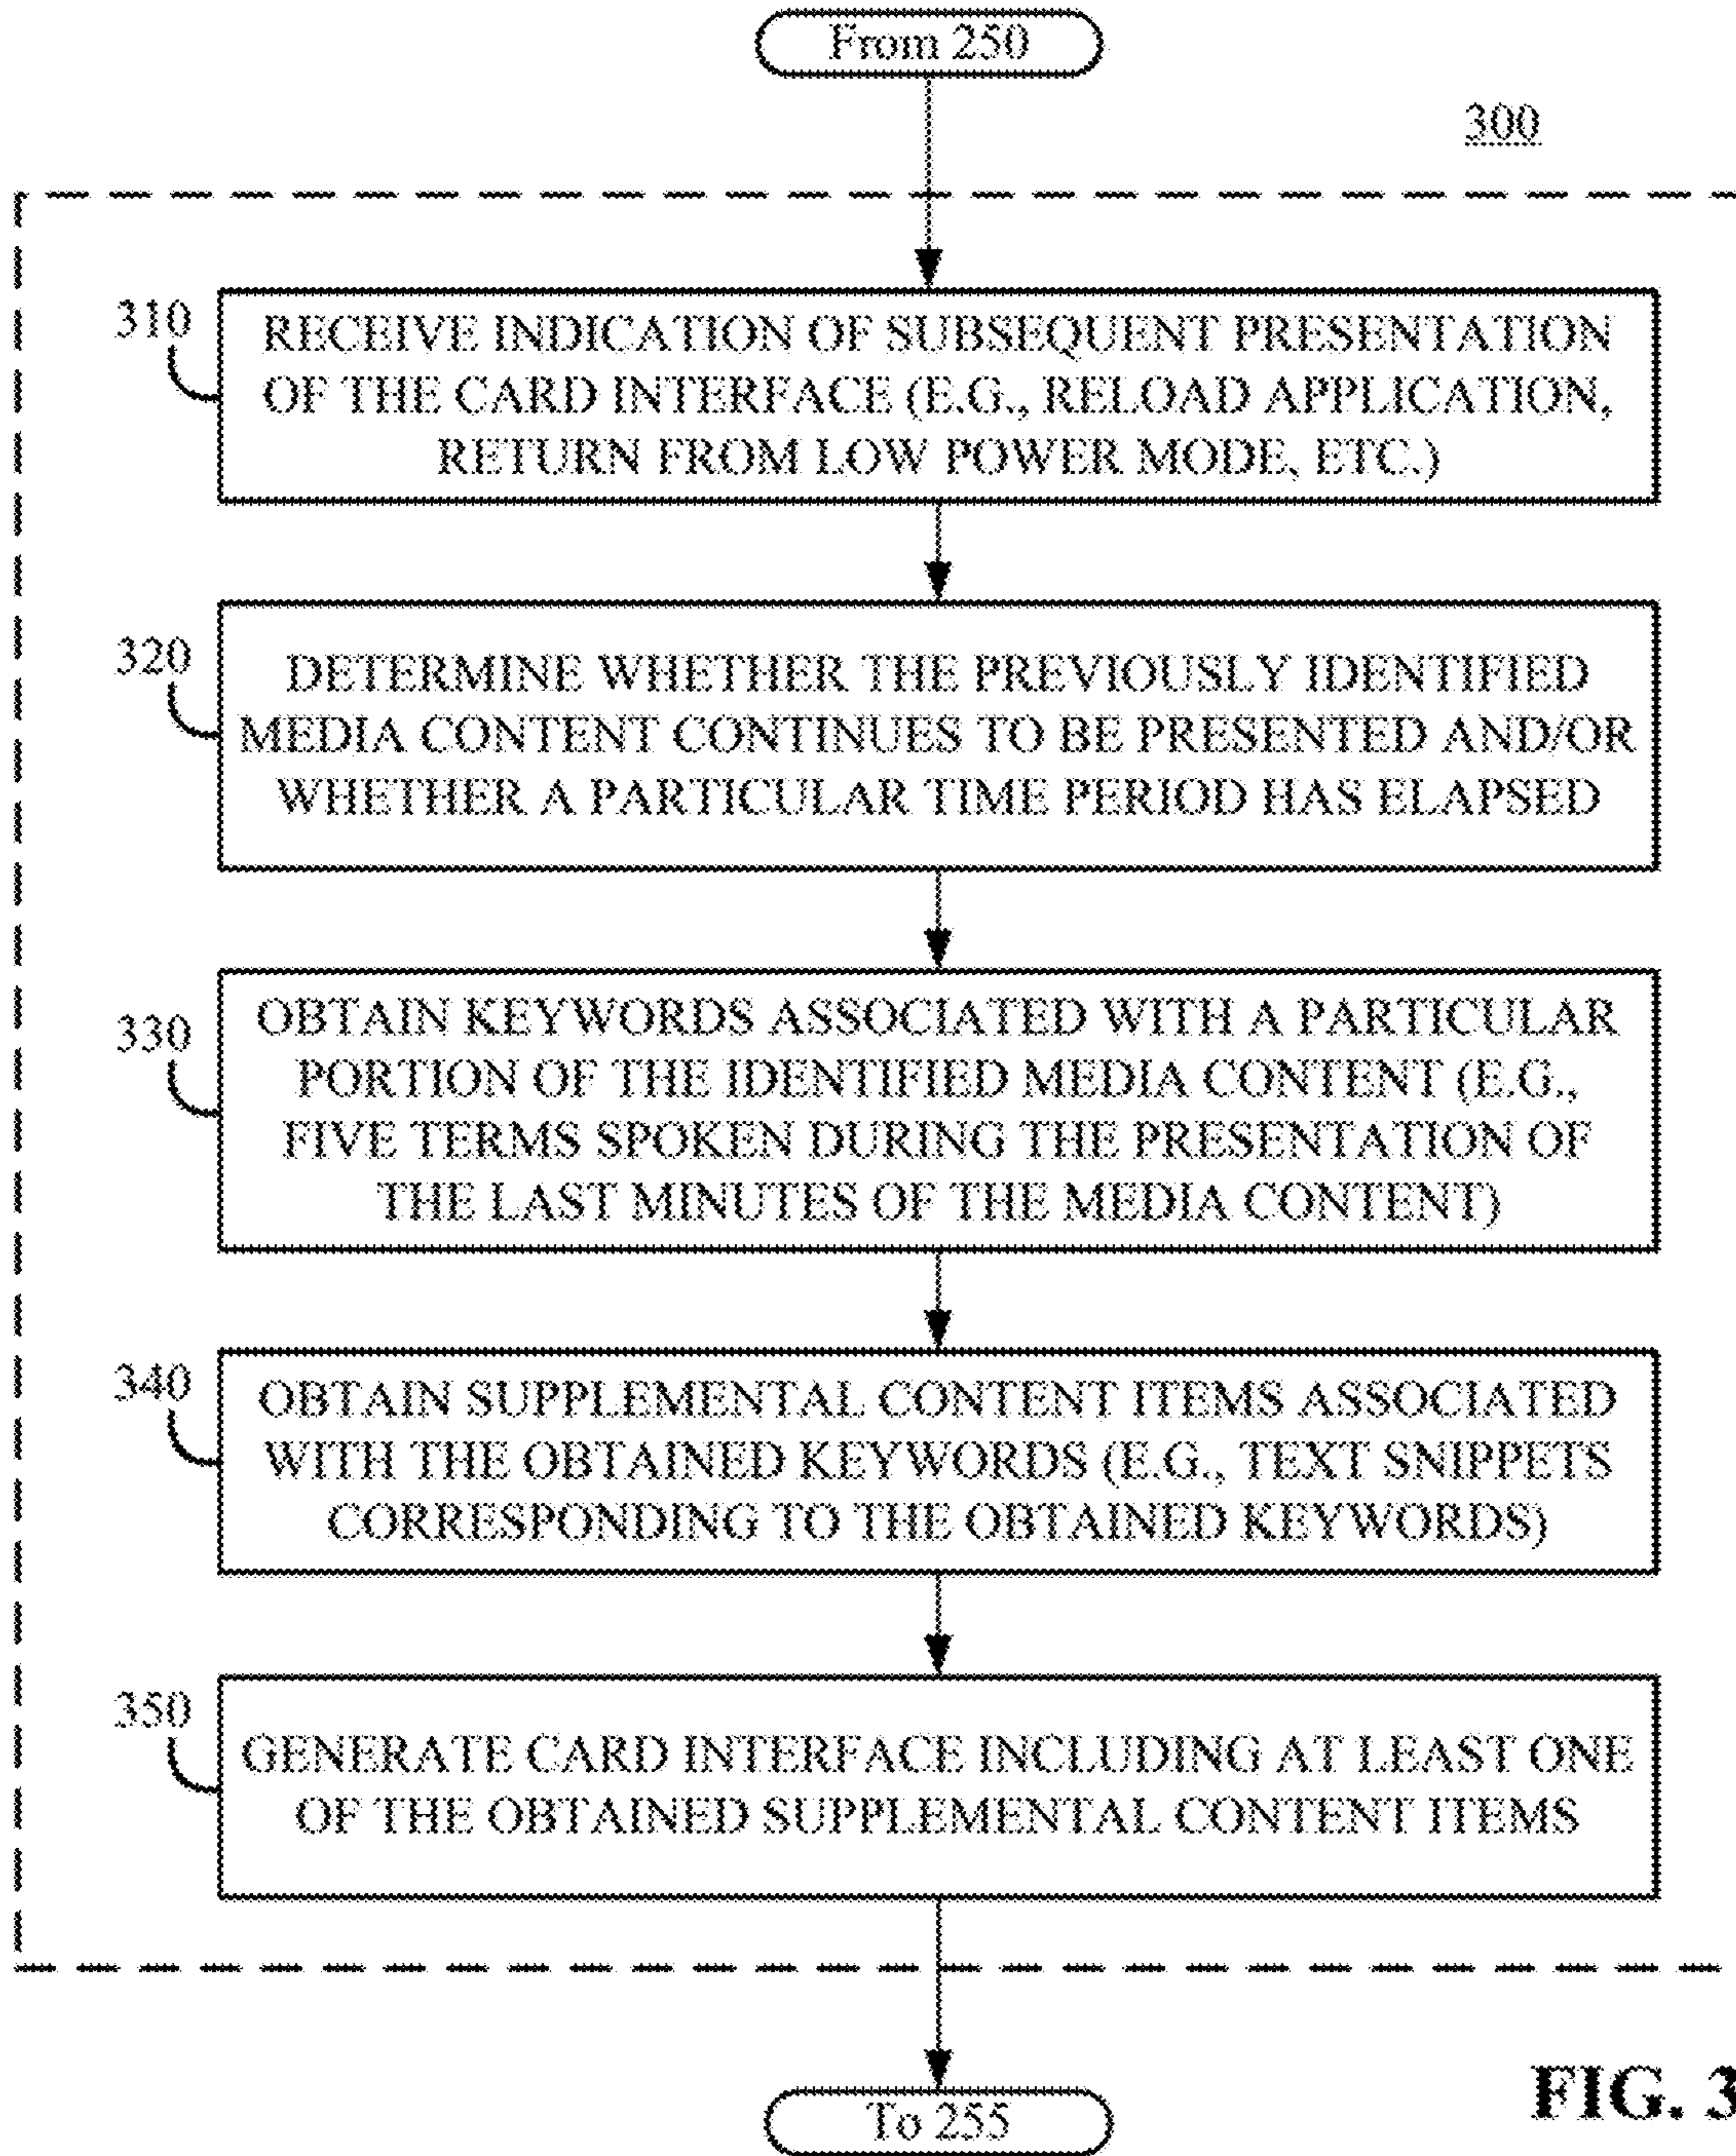 From 250
300
310
RECEIVE INDICATION OF SUBSEQUENT PRESENTATION
OF THE CARD INTERFACE (E.G., RELOAD APPLICATION,
RETURN FROM LOW POWER MODE, ETC.)
320
DETERMINE WHETHER THE PREVIOUSLY IDENTIFIED
MEDIA CONTENT CONTINUES TO BE PRESENTED AND/OR
WHETHER A PARTICULAR TIME PERIOD HAS ELAPSED
330
OBTAIN KEYWORDS ASSOCIATED WITH A PARTICULAR
PORTION OF THE IDENTIFIED MEDIA CONTENT (E.G.,
FIVE TERMS SPOKEN DURING THE PRESENTATION OF
THE LAST MINUTES OF THE MEDIA CONTENT)
340
OBTAIN SUPPLEMENTAL CONTENT ITEMS ASSOCIATED
WITH THE OBTAINED KEYWORDS (E.G., TEXT SNIPPETS
CORRESPONDING TO THE OBTAINED KEYWORDS)
350
GENERATE CARD INTERFACE INCLUDING AT LEAST ONE
OF THE OBTAINED SUPPLEMENTAL CONTENT ITEMS
To 255
FIG. 3